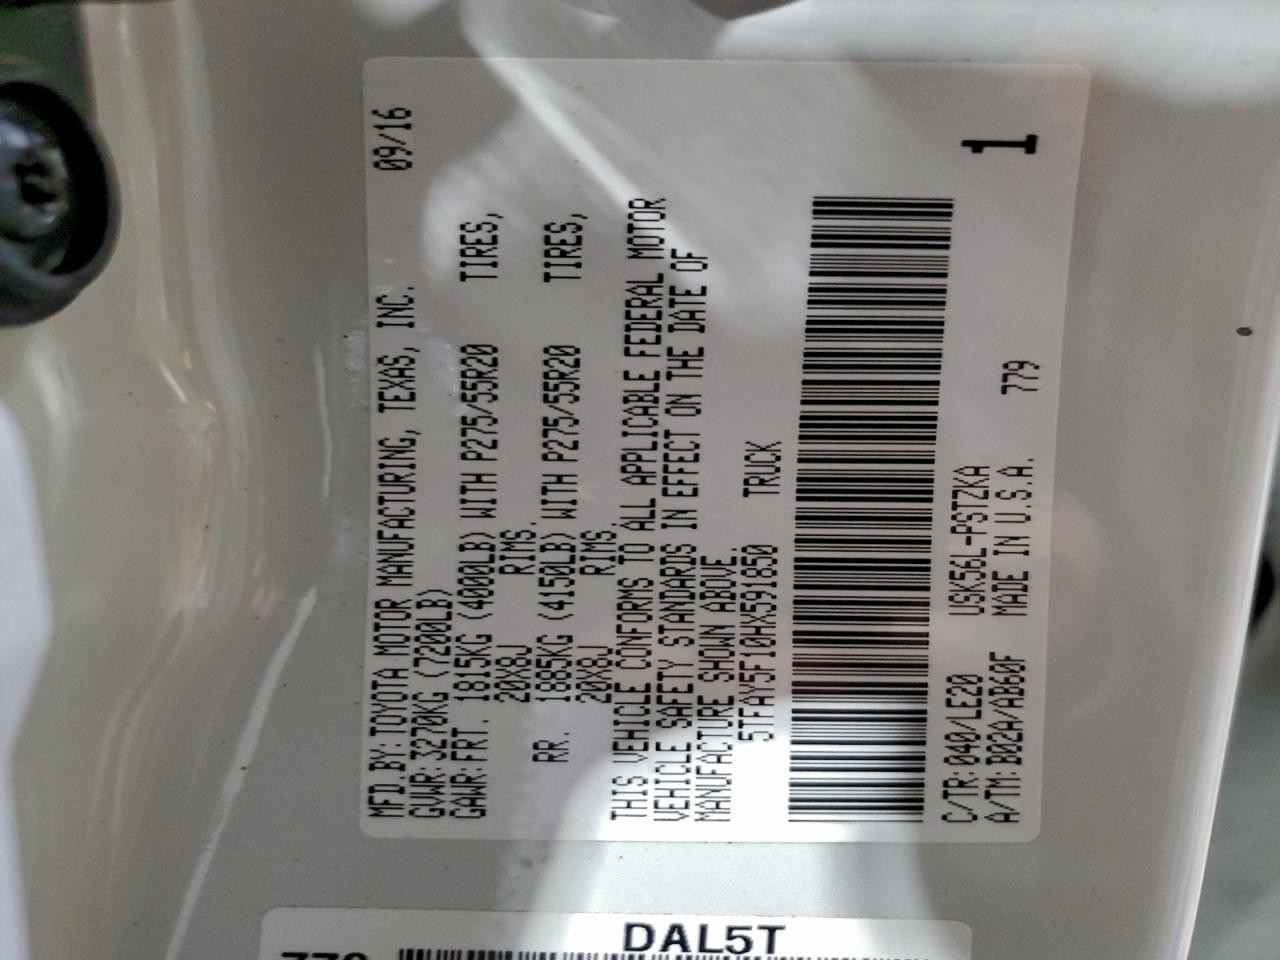 MFD.BY:TOYOTA MOTOR MANUFACTURING, TEXAS, INC. 09/16
GVWR:3270KG (7200LB)
GAWR:FRT. 1815KG (4000LB) WITH P275/55R20 TIRES,
20X8J RIMS.
RR. 1885KG (4150LB) WITH P275/55R20 TIRES,
20X8J RIMS.
THIS VEHICLE CONFORMS TO ALL APPLICABLE FEDERAL MOTOR
VEHICLE SAFETY STANDARDS IN EFFECT ON THE DATE OF
MANUFACTURE SHOWN ABOVE.
5TFAY5F10HX591850 TRUCK
C/TR:040/LE20 USK56L-PSTZKA
A/TM:B02A/AB60F MADE IN U.S.A. 779
1
DAL5T